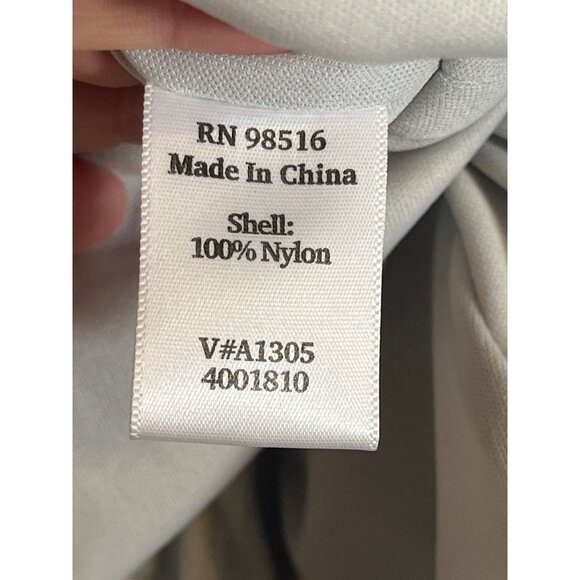 RN 98516
Made In China
Shell:
100% Nylon
V#A1305
4001810